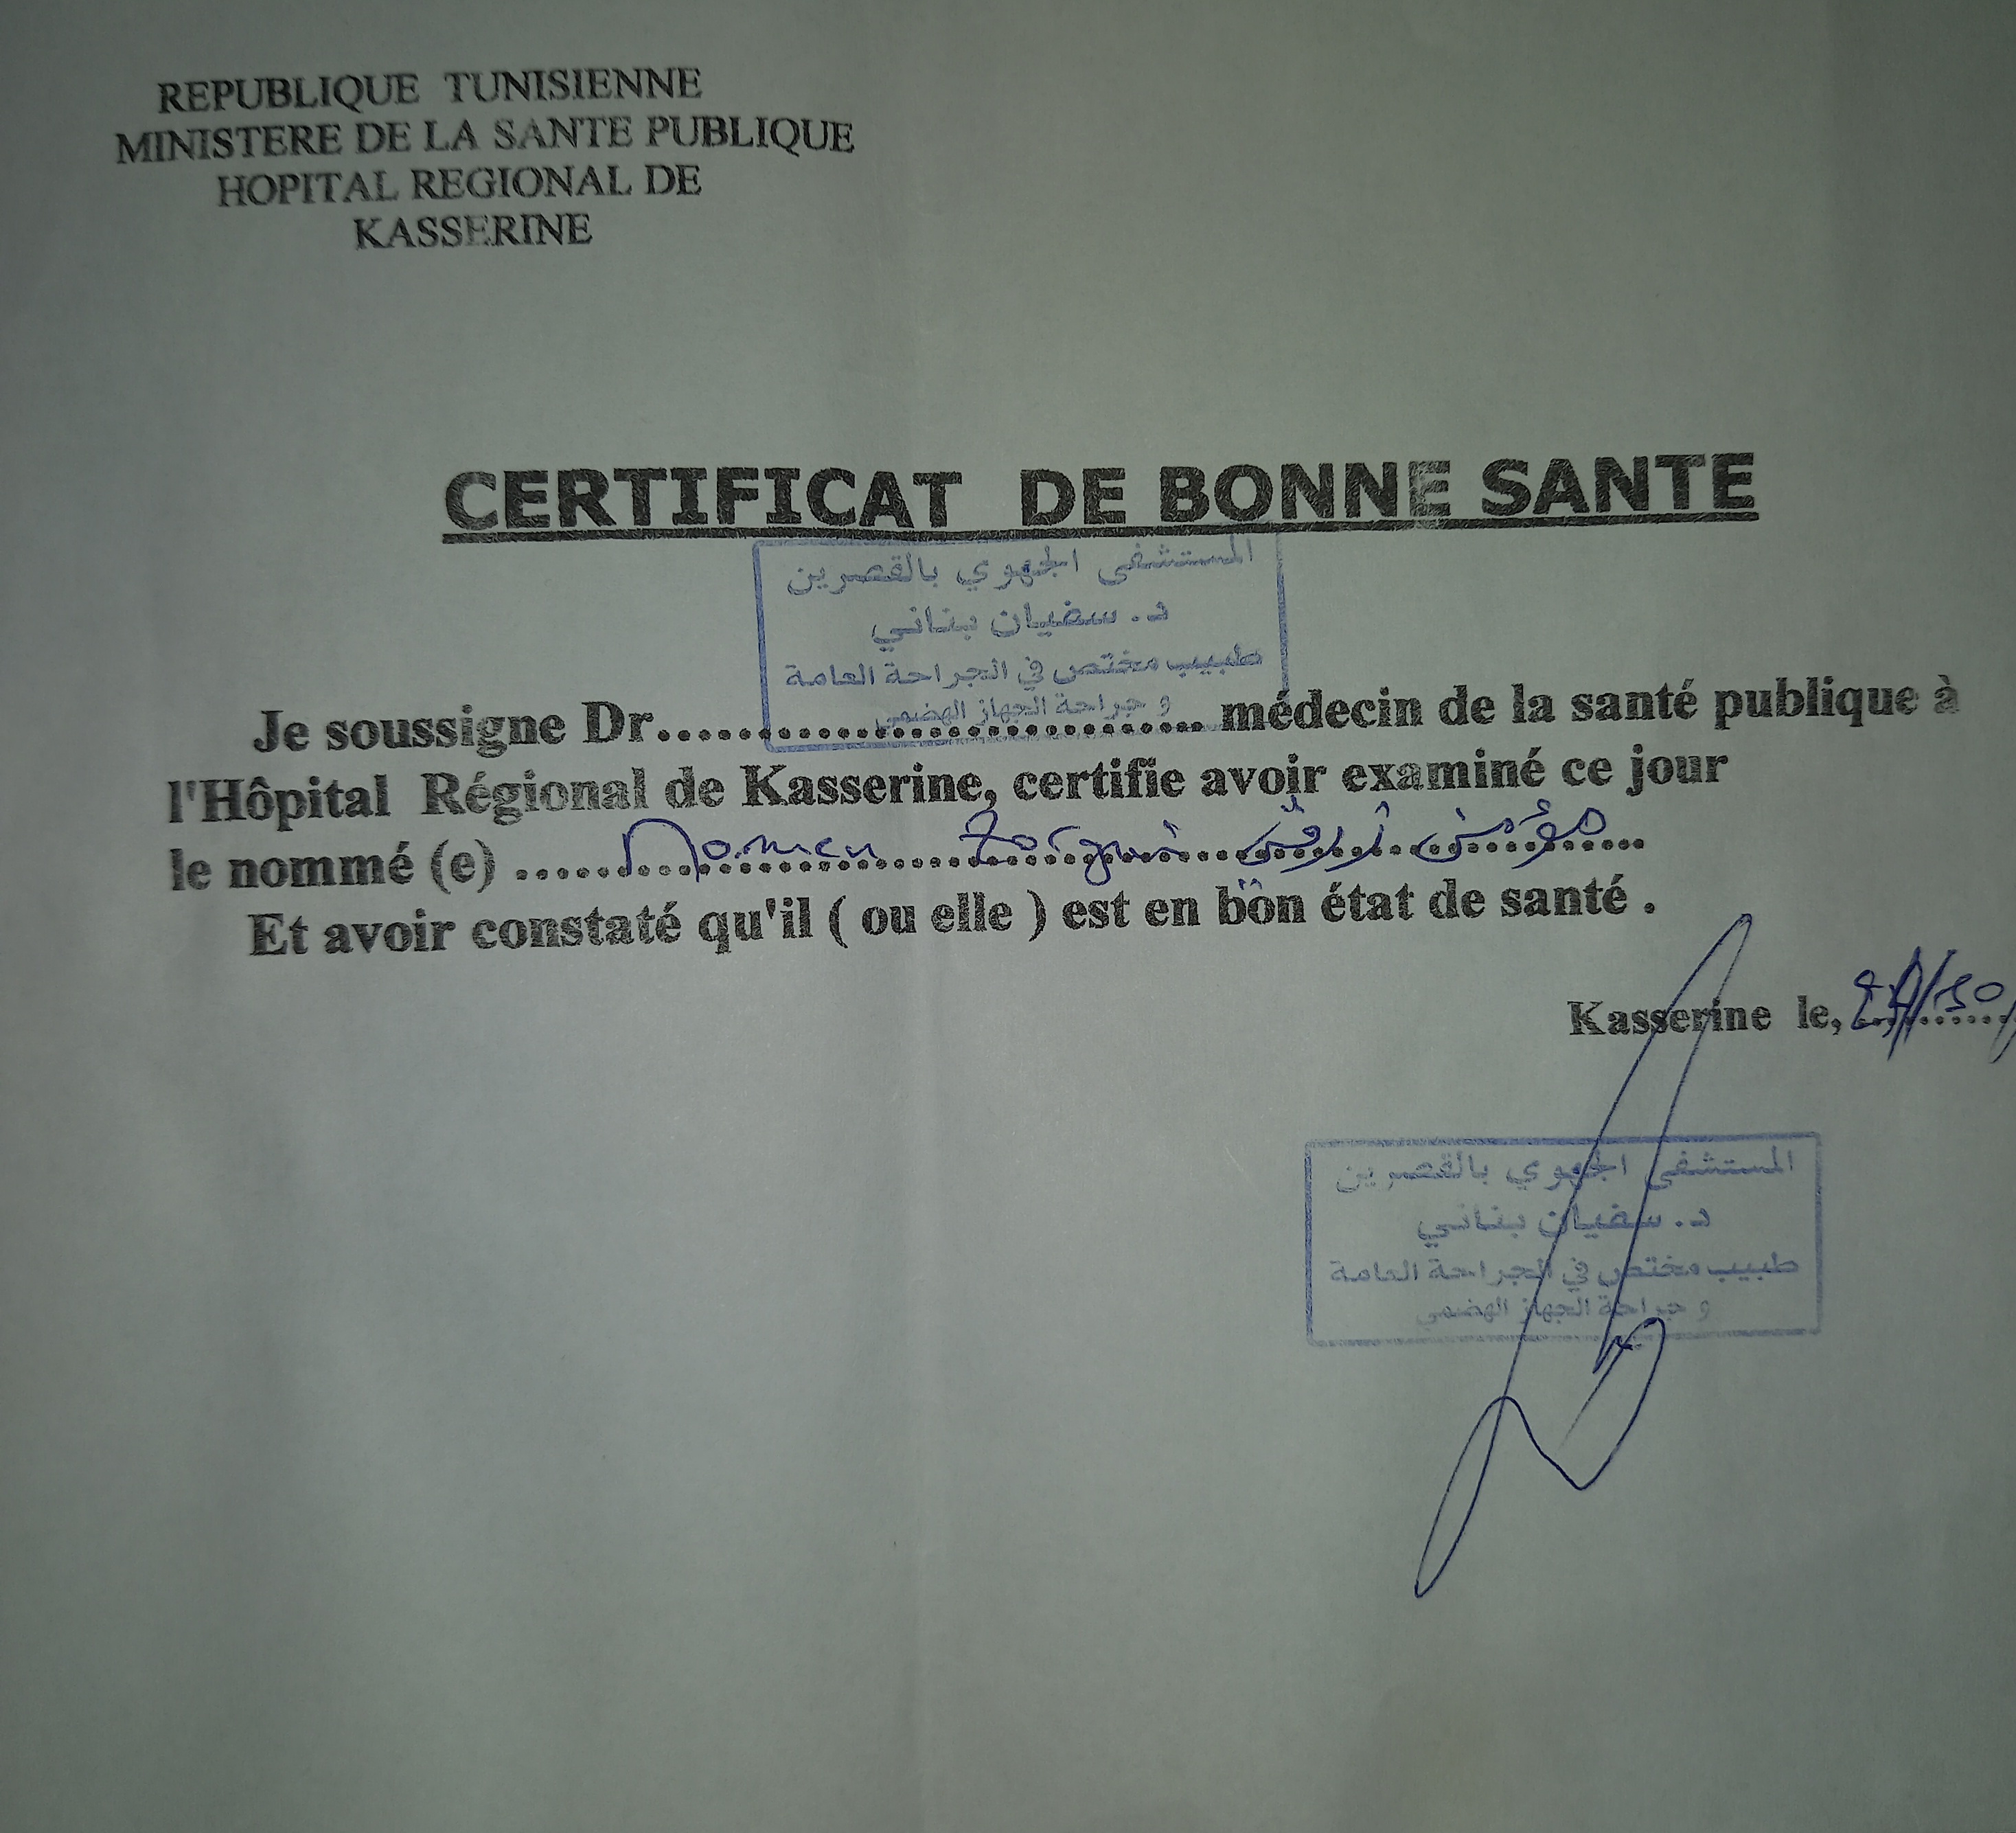 REPUBLIQUE TUNISIENNE
MINISTERE DE LA SANTE PUBLIQUE
HOPITAL REGIONAL DE
KASSERINE
CERTIFICAT DE BONNE SANTE
المستشفى الجهوي بالقصرين
د. سفيان بناني
طبيب مختص في الجراحة العامة
و جراحة الجهاز الهضمي
Je soussigne Dr................................ médecin de la santé publique à
l'Hôpital Régional de Kasserine, certifie avoir examiné ce jour
le nommé (e) ...... Momen مؤمن
Et avoir constaté qu'il ( ou elle ) est en bon état de santé .
Kasserine le,
المستشفى الجهوي بالقصرين
د. سفيان بناني
طبيب مختص في الجراحة العامة
و جراحة الجهاز الهضمي